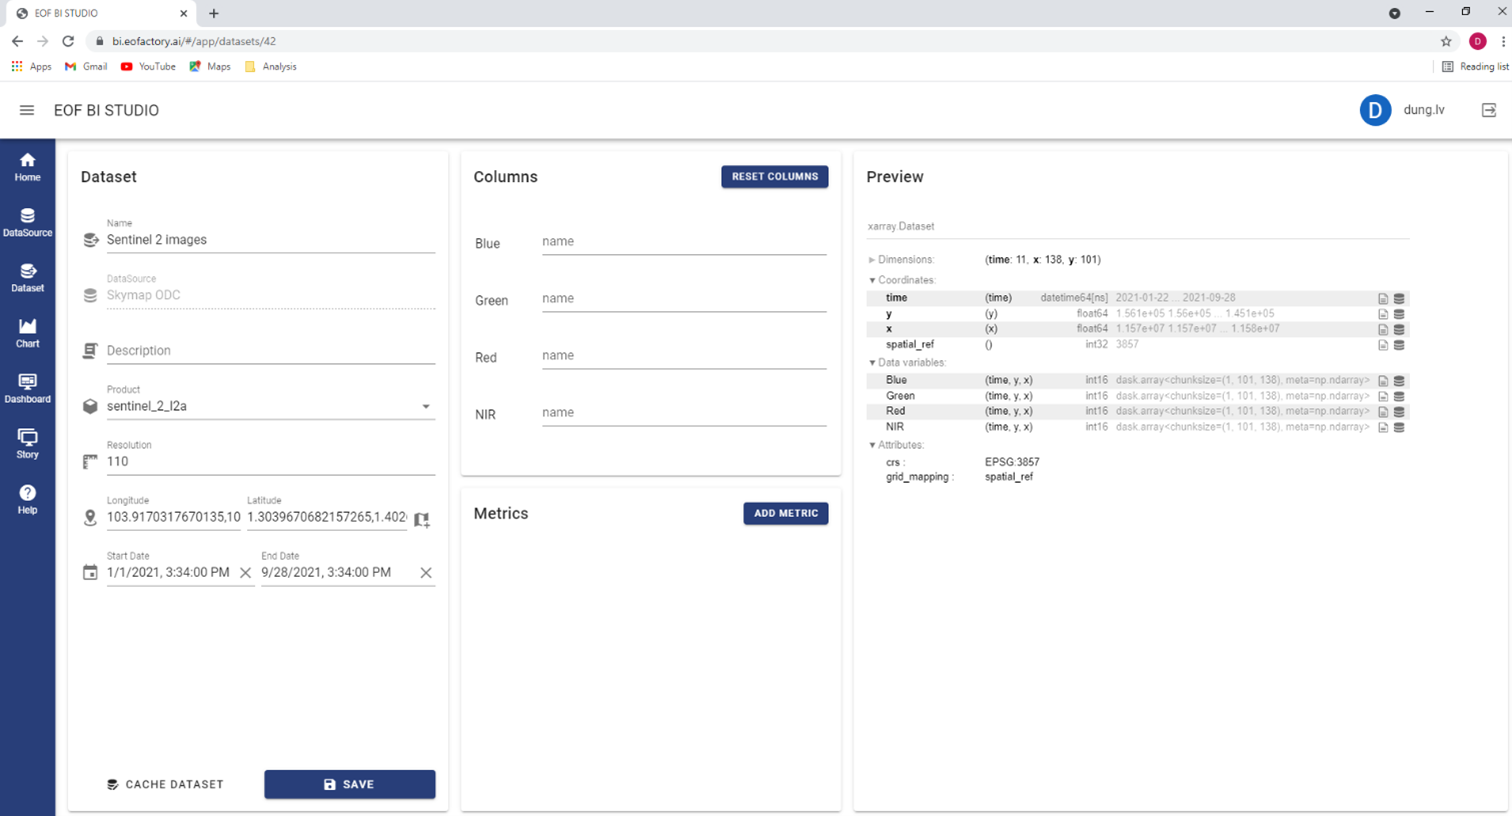 EOF BI STUDIO
bi.eofactory.ai/#/app/datasets/42
D
Apps Gmail YouTube Maps Analysis Reading list
EOF BI STUDIO
D dung.lv
Home
DataSource
Dataset
Chart
Dashboard
Story
Help
Dataset
Name
Sentinel 2 images
DataSource
Skymap ODC
Description
Product
sentinel_2_l2a
Resolution
110
Longitude Latitude
103.9170317670135,10 1.3039670682157265,1.402
Start Date End Date
1/1/2021, 3:34:00 PM 9/28/2021, 3:34:00 PM
CACHE DATASET SAVE
Columns RESET COLUMNS
Blue name
Green name
Red name
NIR name
Metrics ADD METRIC
Preview
xarray.Dataset
Dimensions: (time: 11, x: 138, y: 101)
Coordinates:
time (time) datetime64[ns] 2021-01-22 ... 2021-09-28
y (y) float64 1.561e+05 1.56e+05 ... 1.451e+05
x (x) float64 1.157e+07 1.157e+07 ... 1.158e+07
spatial_ref () int32 3857
Data variables:
Blue (time, y, x) int16 dask.array<chunksize=(1, 101, 138), meta=np.ndarray>
Green (time, y, x) int16 dask.array<chunksize=(1, 101, 138), meta=np.ndarray>
Red (time, y, x) int16 dask.array<chunksize=(1, 101, 138), meta=np.ndarray>
NIR (time, y, x) int16 dask.array<chunksize=(1, 101, 138), meta=np.ndarray>
Attributes:
crs : EPSG:3857
grid_mapping : spatial_ref